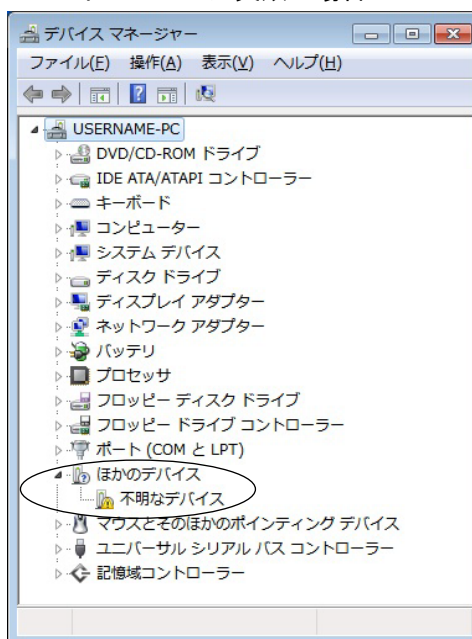 デバイス マネージャー
ファイル(F) 操作(A) 表示(V) ヘルプ(H)
USERNAME-PC
DVD/CD-ROM ドライブ
IDE ATA/ATAPI コントローラー
キーボード
コンピューター
システム デバイス
ディスク ドライブ
ディスプレイ アダプター
ネットワーク アダプター
バッテリ
プロセッサ
フロッピー ディスク ドライブ
フロッピー ドライブ コントローラー
ポート (COM と LPT)
ほかのデバイス
不明なデバイス
マウスとそのほかのポインティング デバイス
ユニバーサル シリアル バス コントローラー
記憶域コントローラー